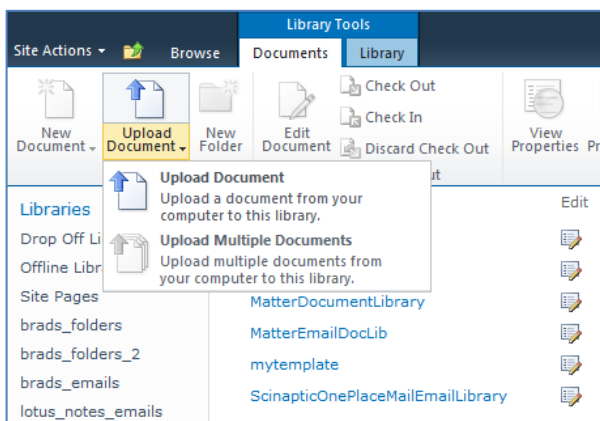 Library Tools
Site Actions
Browse
Documents
Library
New
Document
Upload
Document
New
Folder
Edit
Document
Check Out
Check In
Discard Check Out
View
Properties
Upload Document
Upload a document from your
computer to this library.
Upload Multiple Documents
Upload multiple documents from
your computer to this library.
Libraries
Drop Off Li
Offline Libr
Site Pages
brads_folders
brads_folders_2
brads_emails
lotus_notes_emails
Edit
MatterDocumentLibrary
MatterEmailDocLib
mytemplate
ScinapticOnePlaceMailEmailLibrary